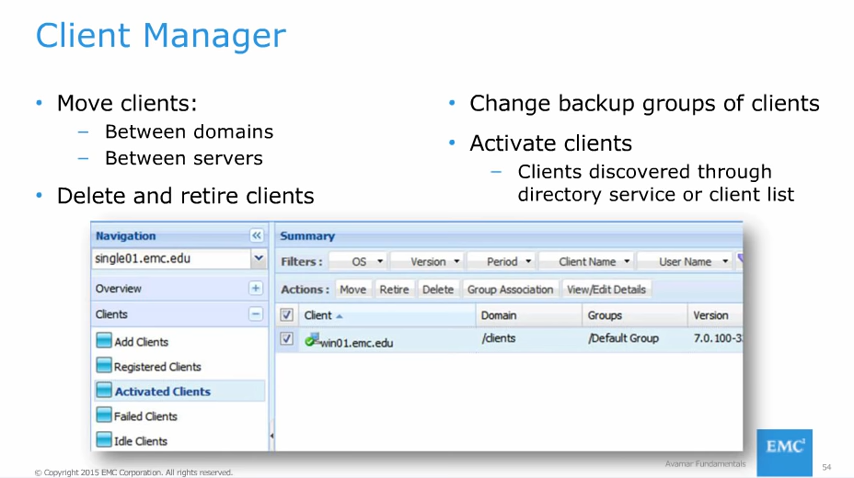 Client Manager
• Move clients:
– Between domains
– Between servers
• Delete and retire clients
• Change backup groups of clients
• Activate clients
– Clients discovered through
directory service or client list
Navigation
single01.emc.edu
Overview
Clients
Add Clients
Registered Clients
Activated Clients
Failed Clients
Idle Clients
Summary
Filters: OS Version Period Client Name User Name
Actions: Move Retire Delete Group Association View/Edit Details
Client Domain Groups Version
win01.emc.edu /clients /Default Group 7.0.100-3
© Copyright 2015 EMC Corporation. All rights reserved.
Avamar Fundamentals
EMC²
54